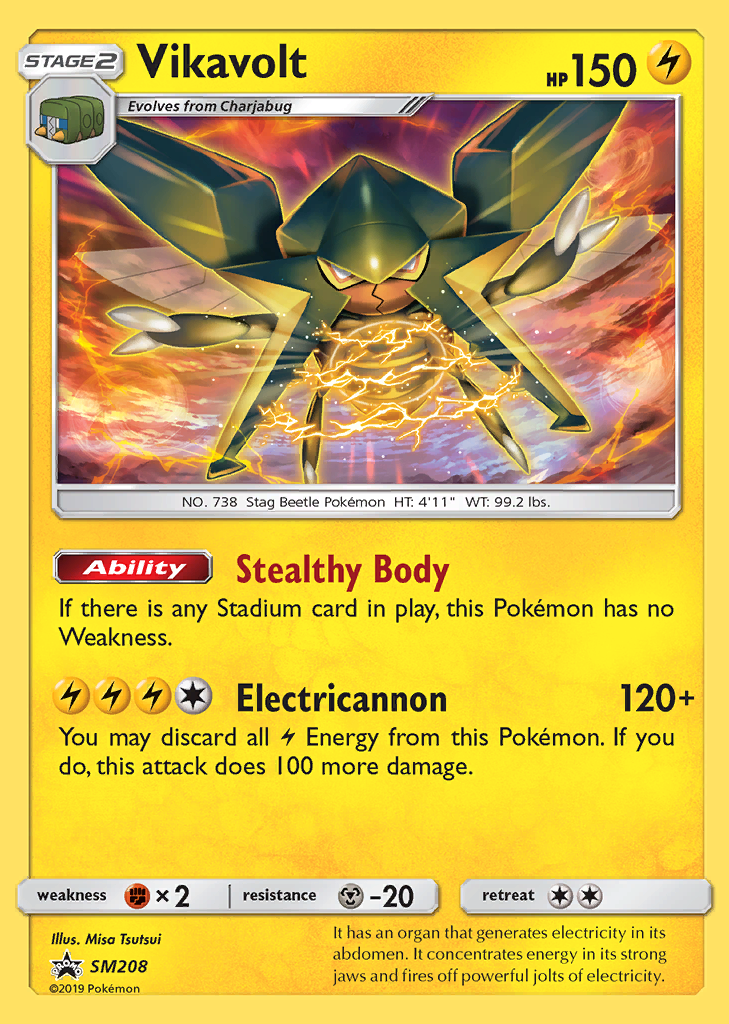 STAGE2
Vikavolt
HP 150
Evolves from Charjabug
NO. 738 Stag Beetle Pokémon HT: 4'11" WT: 99.2 lbs.
Ability Stealthy Body
If there is any Stadium card in play, this Pokémon has no
Weakness.
Electricannon 120+
You may discard all Energy from this Pokémon. If you
do, this attack does 100 more damage.
weakness ×2 resistance -20 retreat
Illus. Misa Tsutsui
PROMO SM208
©2019 Pokémon
It has an organ that generates electricity in its
abdomen. It concentrates energy in its strong
jaws and fires off powerful jolts of electricity.